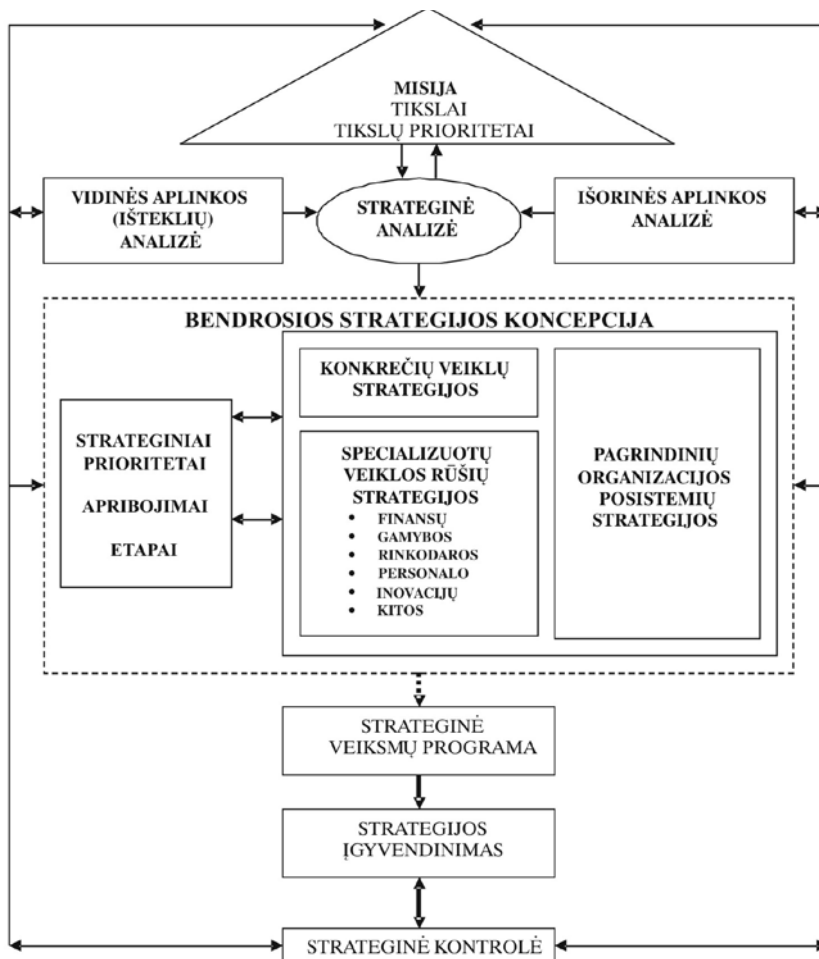 MISIJA
TIKSLAI
TIKSLŲ PRIORITETAI
VIDINĖS APLINKOS
(IŠTEKLIŲ)
ANALIZĖ
STRATEGINĖ
ANALIZĖ
IŠORINĖS APLINKOS
ANALIZĖ
BENDROSIOS STRATEGIJOS KONCEPCIJA
STRATEGINIAI
PRIORITETAI
APRIBOJIMAI
ETAPAI
KONKREČIŲ VEIKLŲ
STRATEGIJOS
SPECIALIZUOTŲ
VEIKLOS RŪŠIŲ
STRATEGIJOS
• FINANSŲ
• GAMYBOS
• RINKODAROS
• PERSONALO
• INOVACIJŲ
• KITOS
PAGRINDINIŲ
ORGANIZACIJOS
POSISTEMIŲ
STRATEGIJOS
STRATEGINĖ
VEIKSMŲ PROGRAMA
STRATEGIJOS
ĮGYVENDINIMAS
STRATEGINĖ KONTROLĖ